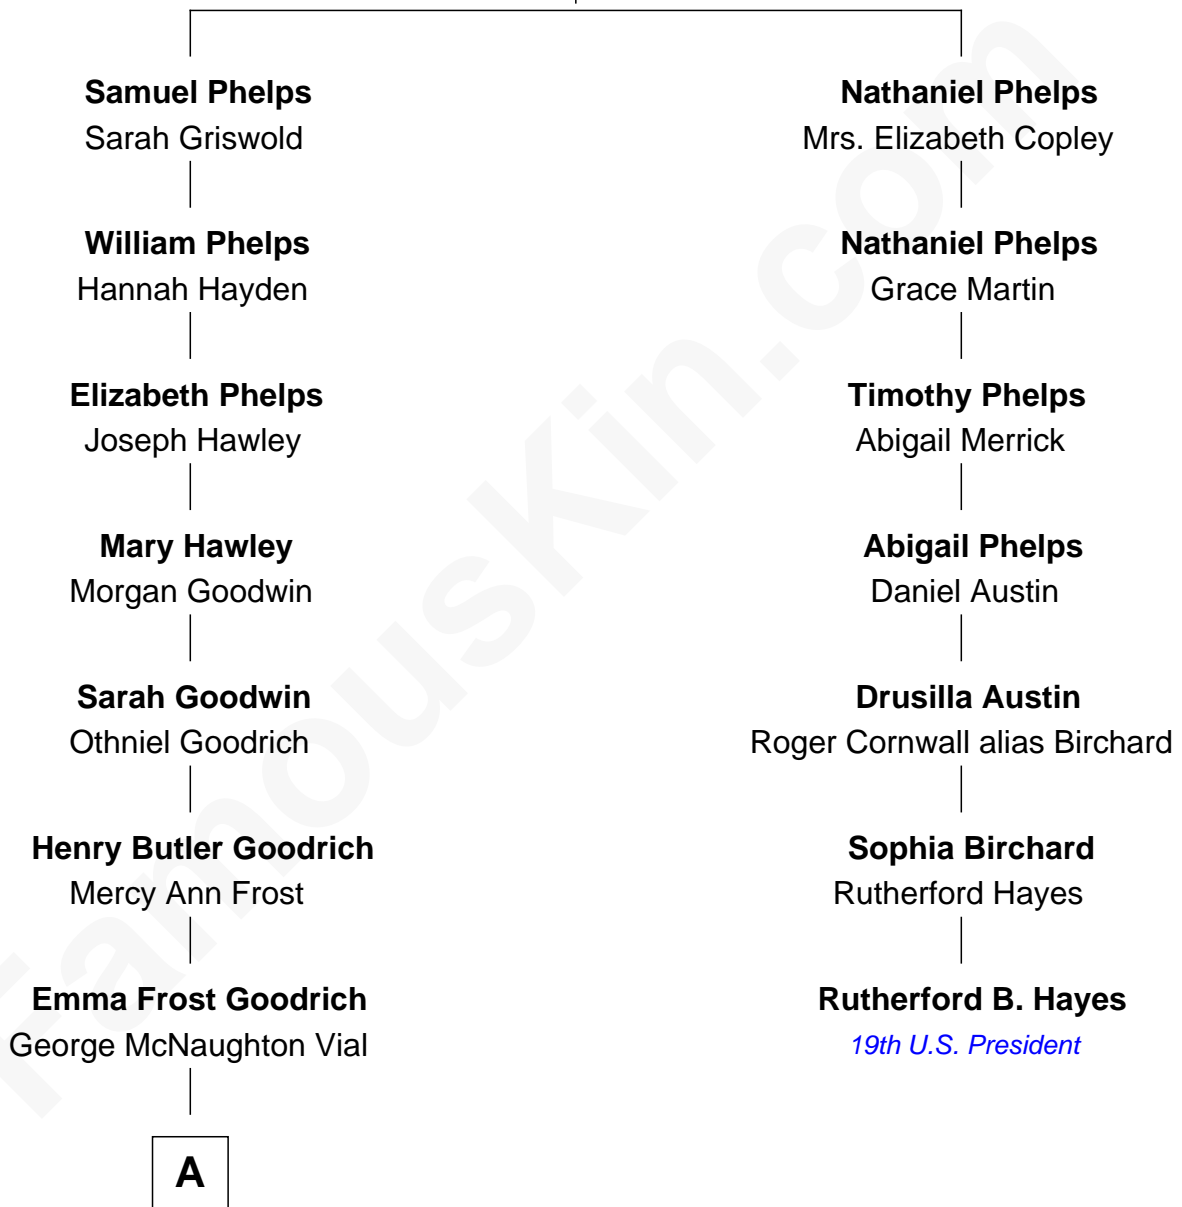 Samuel Phelps
Sarah Griswold
William Phelps
Hannah Hayden
Elizabeth Phelps
Joseph Hawley
Mary Hawley
Morgan Goodwin
Sarah Goodwin
Othniel Goodrich
Henry Butler Goodrich
Mercy Ann Frost
Emma Frost Goodrich
George McNaughton Vial
A
Nathaniel Phelps
Mrs. Elizabeth Copley
Nathaniel Phelps
Grace Martin
Timothy Phelps
Abigail Merrick
Abigail Phelps
Daniel Austin
Drusilla Austin
Roger Cornwall alias Birchard
Sophia Birchard
Rutherford Hayes
Rutherford B. Hayes
19th U.S. President
FamousKin.com